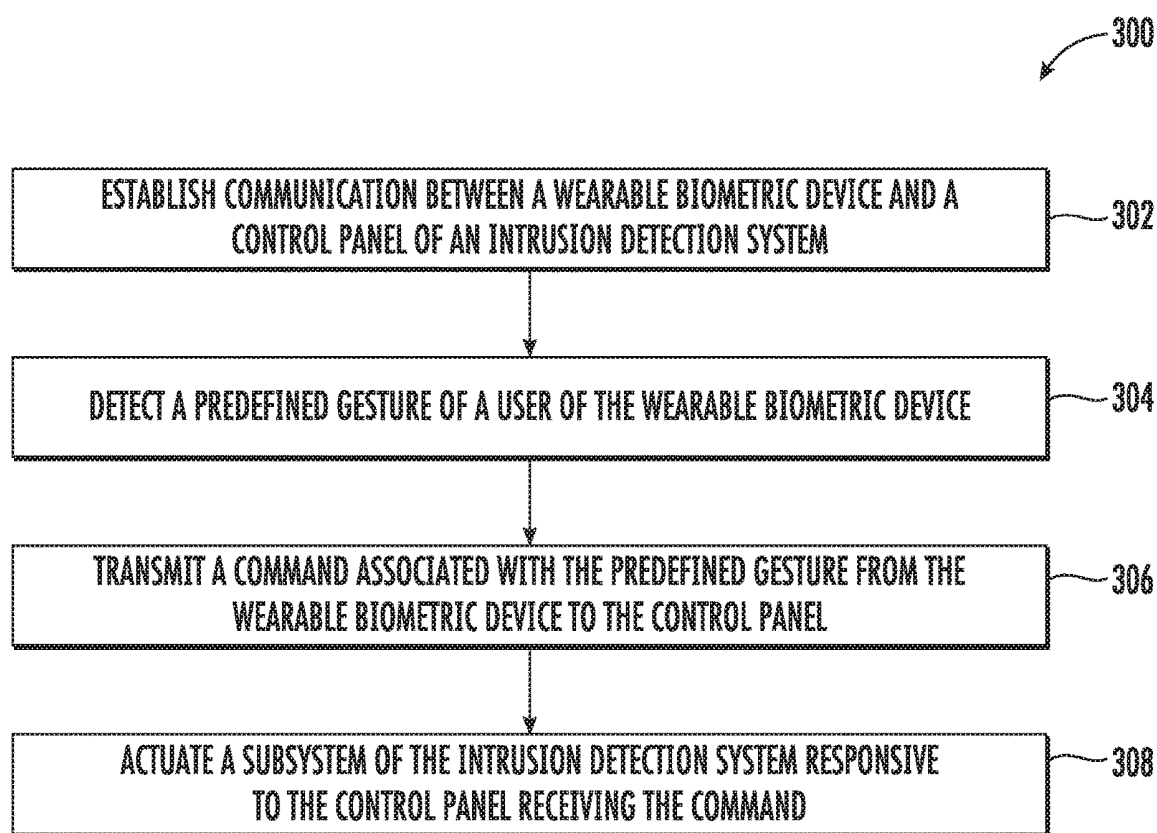 300
ESTABLISH COMMUNICATION BETWEEN A WEARABLE BIOMETRIC DEVICE AND A
CONTROL PANEL OF AN INTRUSION DETECTION SYSTEM
302
DETECT A PREDEFINED GESTURE OF A USER OF THE WEARABLE BIOMETRIC DEVICE
304
TRANSMIT A COMMAND ASSOCIATED WITH THE PREDEFINED GESTURE FROM THE
WEARABLE BIOMETRIC DEVICE TO THE CONTROL PANEL
306
ACTUATE A SUBSYSTEM OF THE INTRUSION DETECTION SYSTEM RESPONSIVE
TO THE CONTROL PANEL RECEIVING THE COMMAND
308